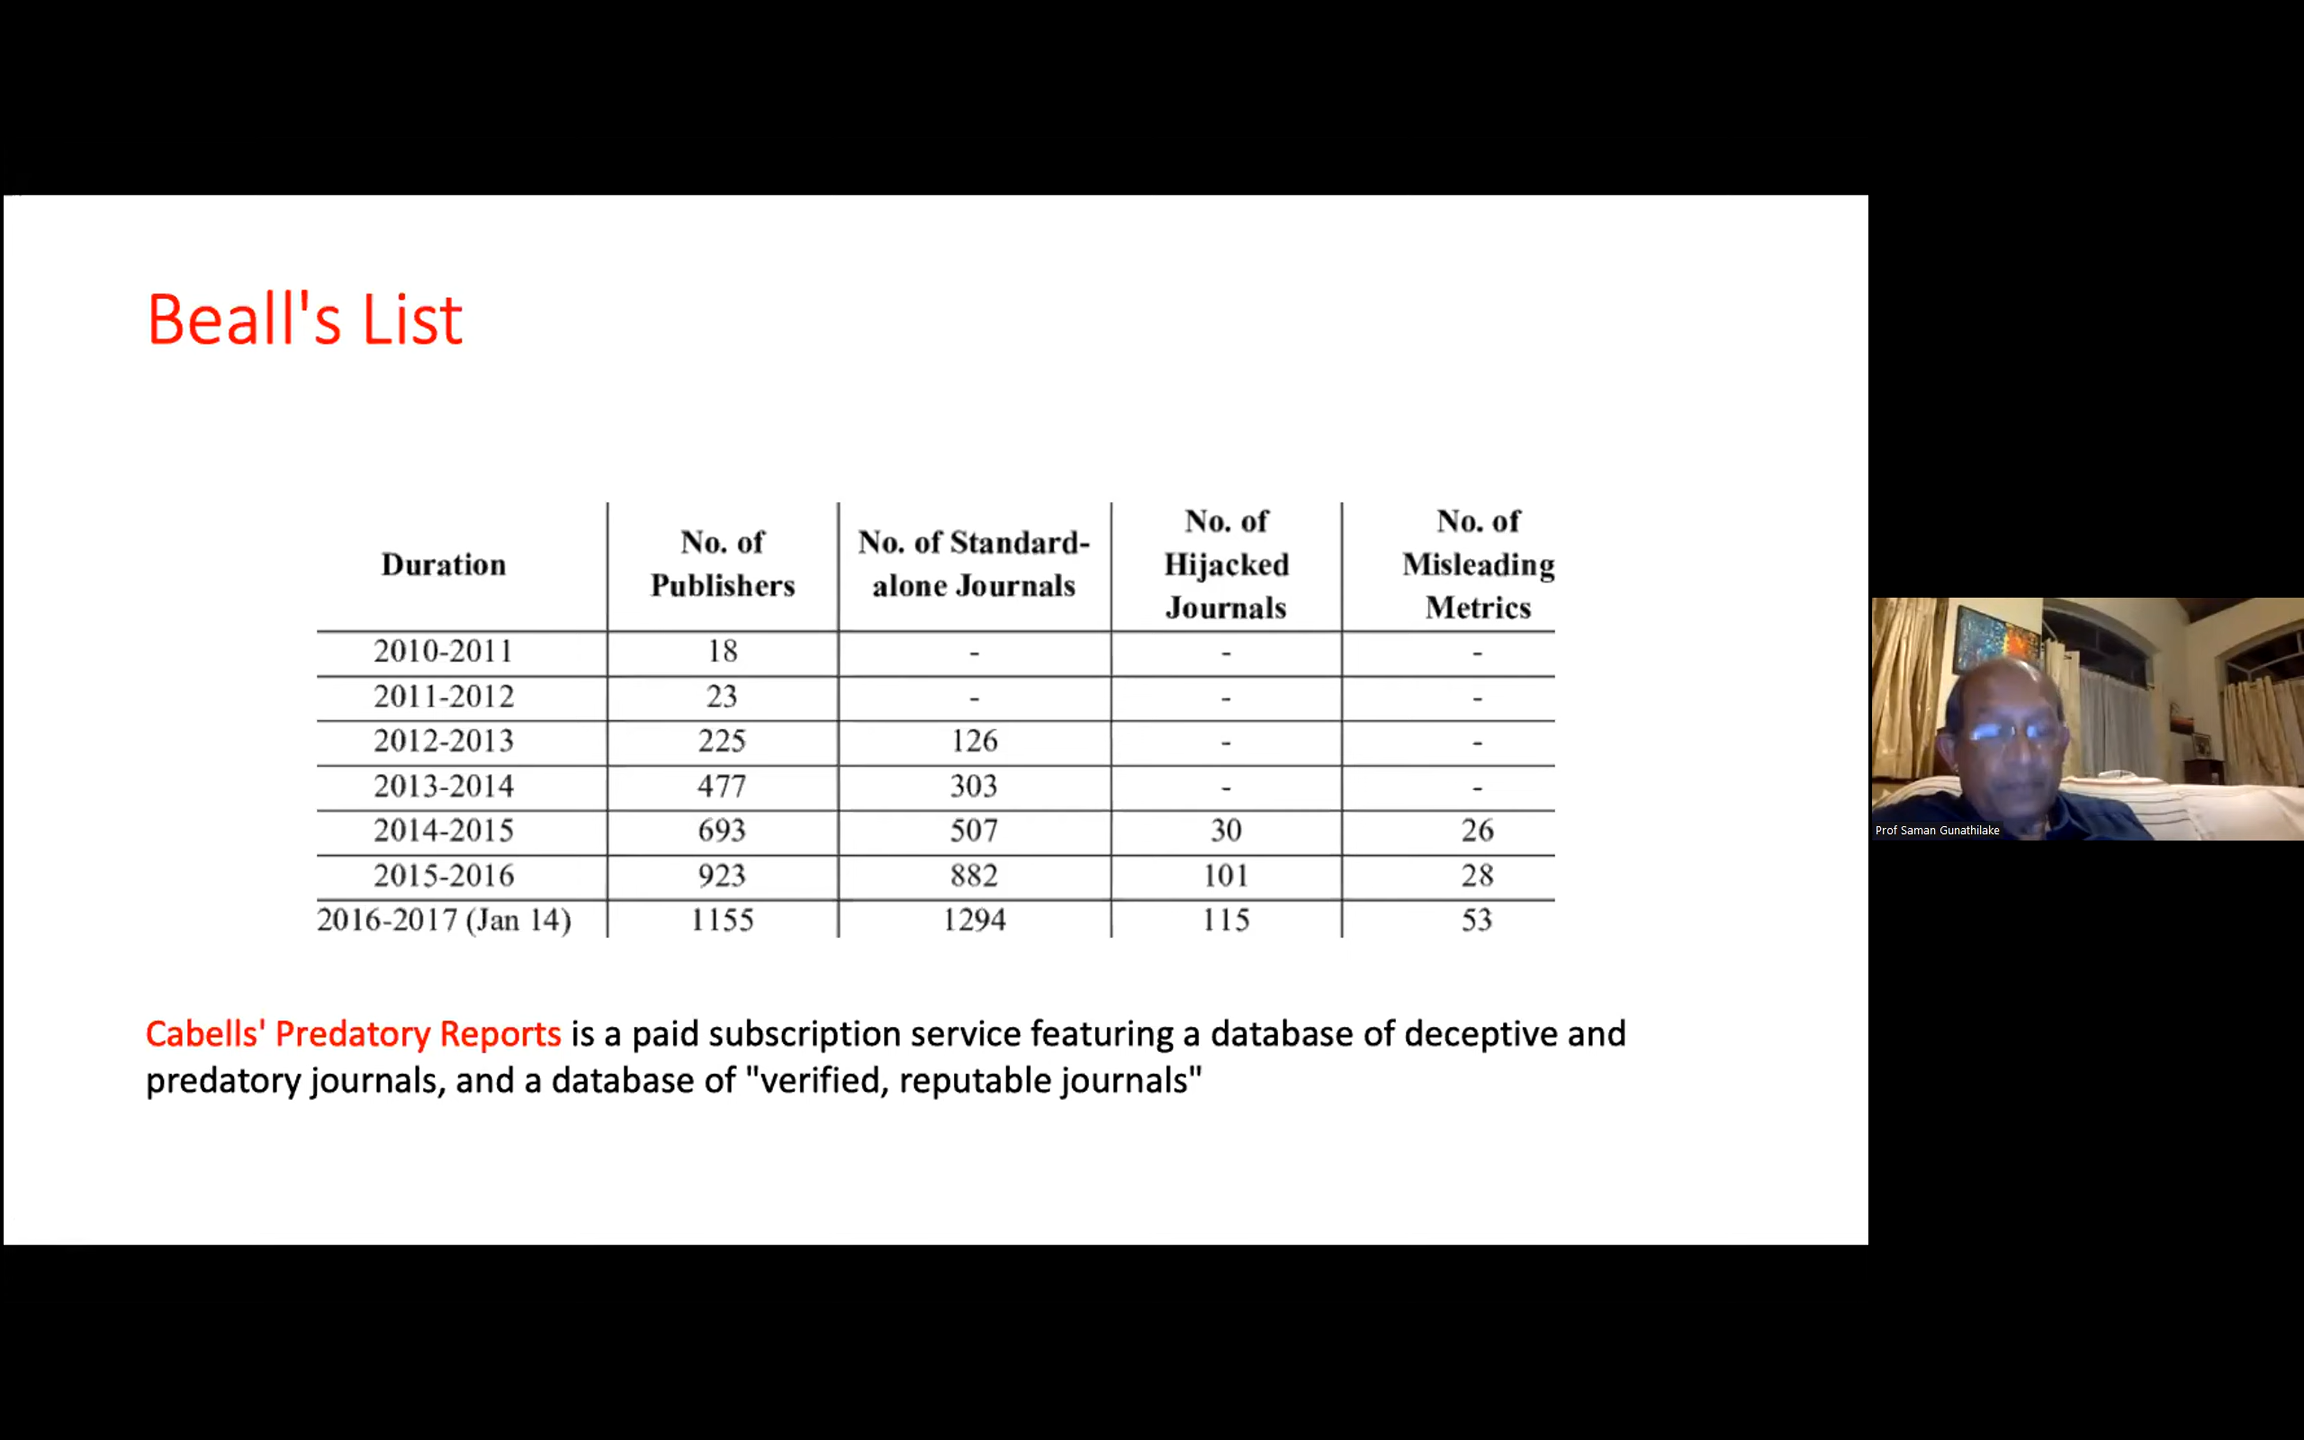 Beall's List
Duration No. of Publishers No. of Standard-alone Journals No. of Hijacked Journals No. of Misleading Metrics
2010-2011 18 - - -
2011-2012 23 - - -
2012-2013 225 126 - -
2013-2014 477 303 - -
2014-2015 693 507 30 26
2015-2016 923 882 101 28
2016-2017 (Jan 14) 1155 1294 115 53
Cabells' Predatory Reports is a paid subscription service featuring a database of deceptive and
predatory journals, and a database of "verified, reputable journals"
Prof Saman Gunathilake